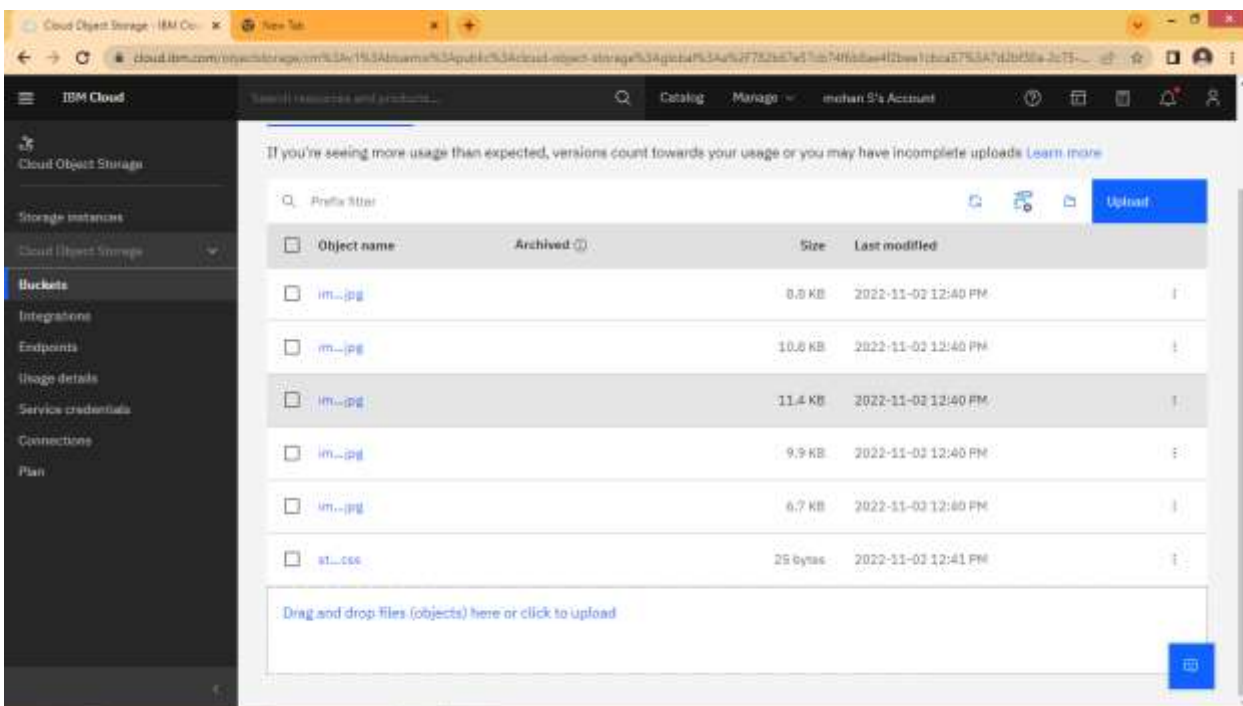 Cloud Object Storage - IBM Clo
New Tab
IBM Cloud
Search resources and products...
Catalog
Manage
mohan S's Account
Cloud Object Storage
Storage instances
Cloud Object Storage
Buckets
Integrations
Endpoints
Usage details
Service credentials
Connections
Plan
If you're seeing more usage than expected, versions count towards your usage or you may have incomplete uploads Learn more
Prefix filter
Upload
Object name Archived Size Last modified
im...jpg 8.8 KB 2022-11-02 12:40 PM
im...jpg 10.8 KB 2022-11-02 12:40 PM
im...jpg 11.4 KB 2022-11-02 12:40 PM
im...jpg 9.9 KB 2022-11-02 12:40 PM
im...jpg 6.7 KB 2022-11-02 12:40 PM
st...css 25 bytes 2022-11-02 12:41 PM
Drag and drop files (objects) here or click to upload